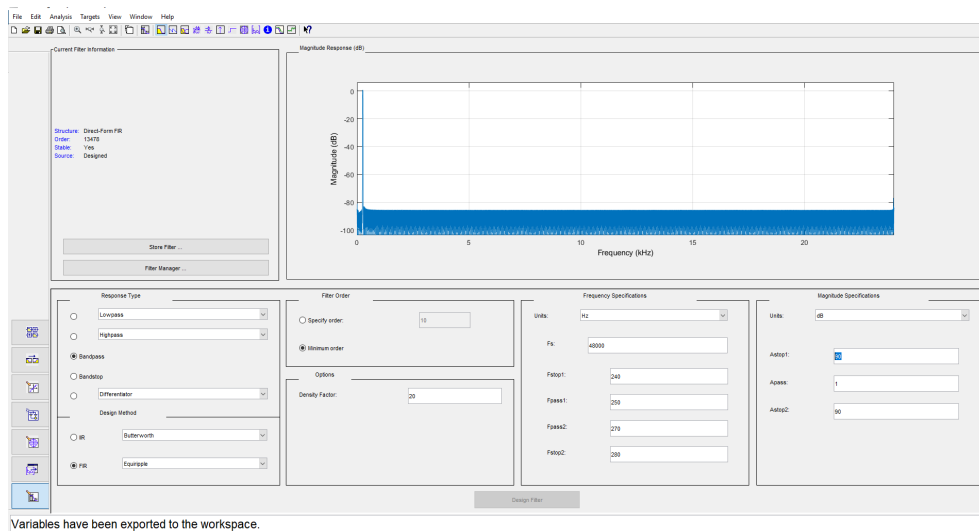 File Edit Analysis Targets View Window Help
Current Filter Information
Structure: Direct-Form FIR
Order: 13478
Stable: Yes
Source: Designed
Store Filter ...
Filter Manager ...
Magnitude Response (dB)
0
-20
-40
-60
-80
-100
Magnitude (dB)
0 5 10 15 20
Frequency (kHz)
Response Type
Lowpass
Highpass
Bandpass
Bandstop
Differentiator
Design Method
IIR Butterworth
FIR Equiripple
Filter Order
Specify order: 10
Minimum order
Options
Density Factor: 20
Frequency Specifications
Units: Hz
Fs: 48000
Fstop1: 240
Fpass1: 250
Fpass2: 270
Fstop2: 280
Magnitude Specifications
Units: dB
Astop1:
Apass: 1
Astop2: 90
Design Filter
Variables have been exported to the workspace.